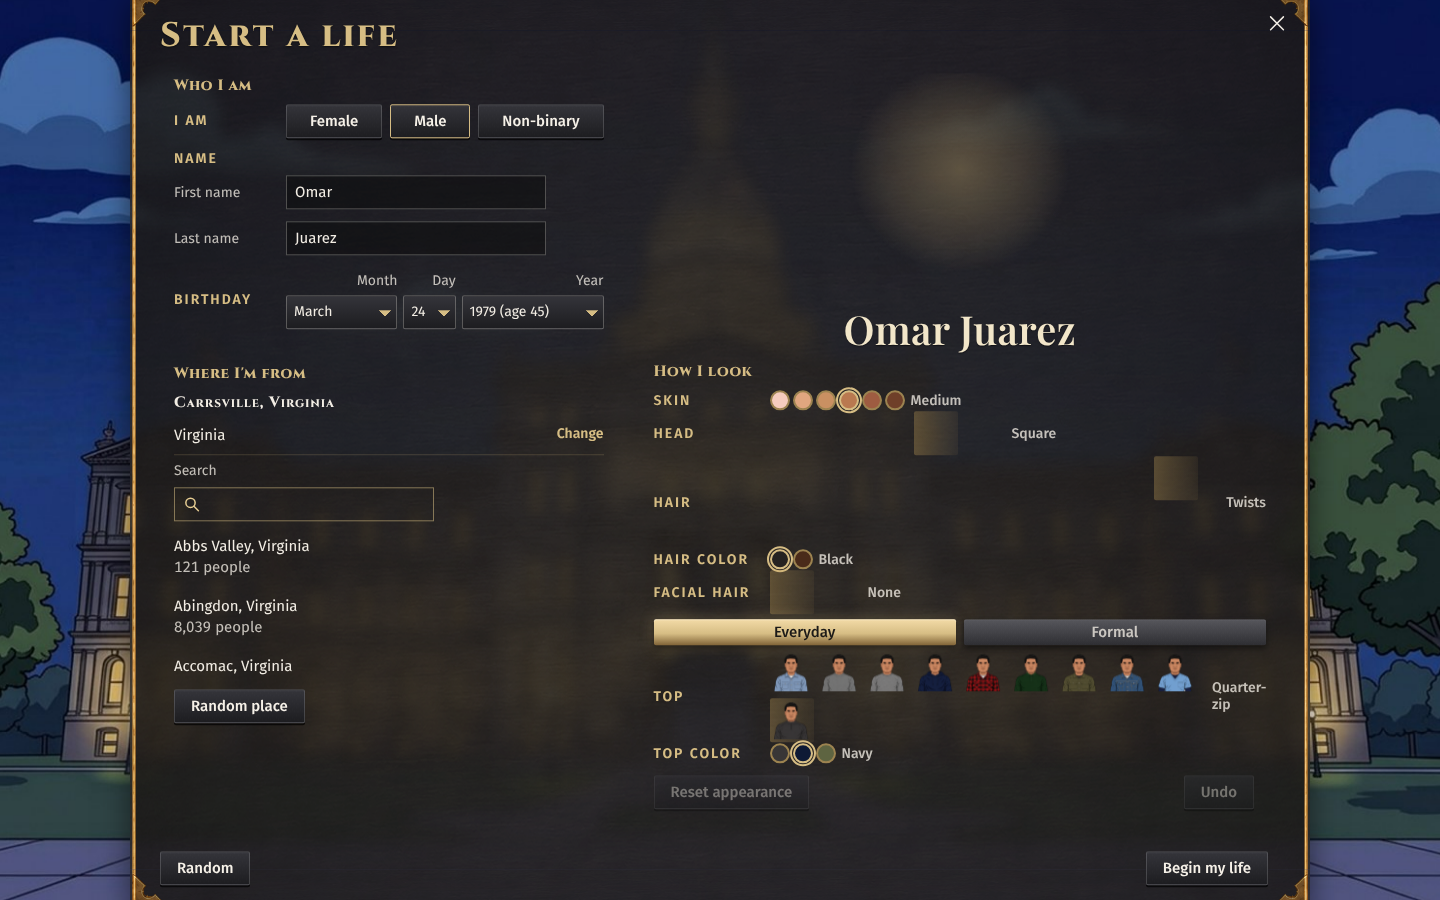 Start a life
Who I am
I AM
Female
Male
Non-binary
NAME
First name
Omar
Last name
Juarez
Month
Day
Year
BIRTHDAY
March
24
1979 (age 45)
Where I'm from
Carrsville, Virginia
Virginia
Change
Search
Abbs Valley, Virginia
121 people
Abingdon, Virginia
8,039 people
Accomac, Virginia
Random place
Random
Omar Juarez
How I look
SKIN
Medium
HEAD
Square
HAIR
Twists
HAIR COLOR
Black
FACIAL HAIR
None
Everyday
Formal
TOP
Quarter-
zip
TOP COLOR
Navy
Reset appearance
Undo
Begin my life